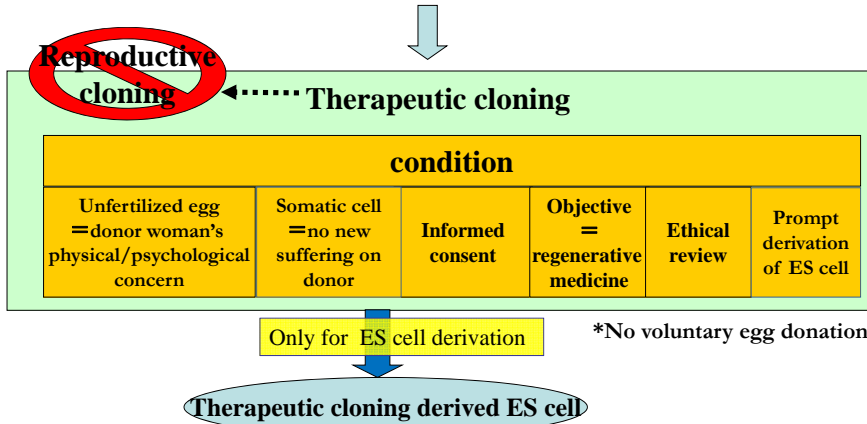 Reproductive
cloning
Therapeutic cloning
condition
Unfertilized egg
=donor woman's
physical/psychological
concern
Somatic cell
=no new
suffering on
donor
Informed
consent
Objective
=
regenerative
medicine
Ethical
review
Prompt
derivation
of ES cell
Only for ES cell derivation
*No voluntary egg donation
Therapeutic cloning derived ES cell